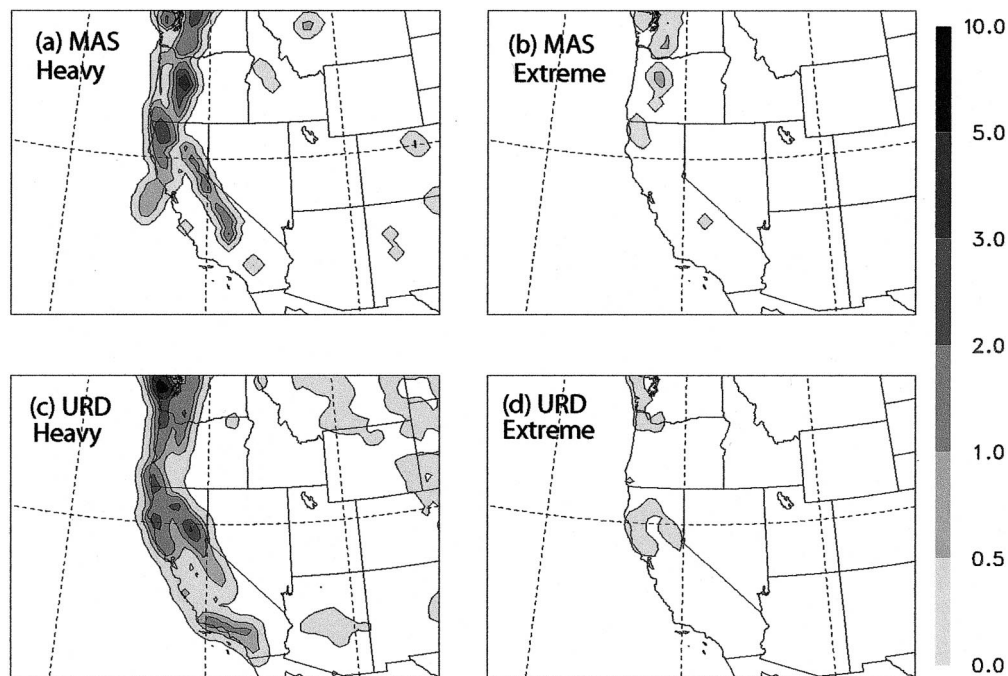 (a) MAS
Heavy
(b) MAS
Extreme
(c) URD
Heavy
(d) URD
Extreme
10.0
5.0
3.0
2.0
1.0
0.5
0.0